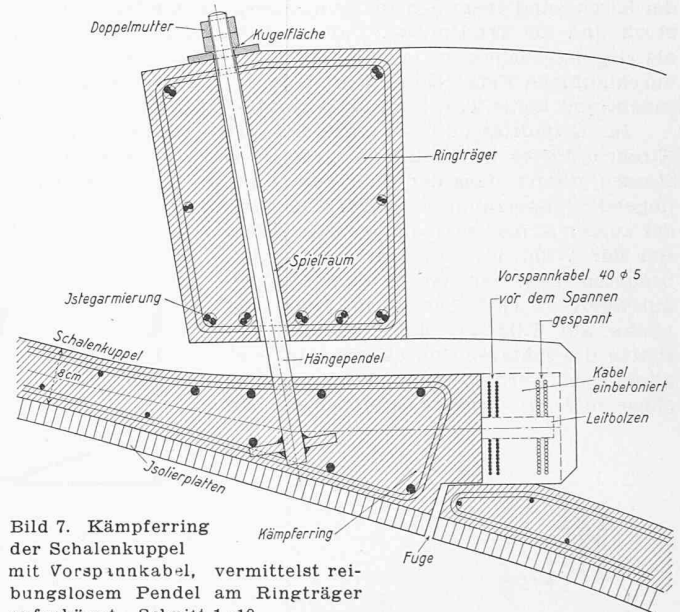 Doppelmutter
Kugelfläche
Ringträger
Spielraum
Vorspannkabel 40 ϕ 5
vor dem Spannen
gespannt
Jstegarmierung
Schalenkuppel
8cm
Hängependel
Kabel
einbetoniert
Leitbolzen
Jsolierplatten
Kämpferring
Fuge
Bild 7. Kämpferring
der Schalenkuppel
mit Vorspannkabel, vermittelst rei-
bungslosem Pendel am Ringträger